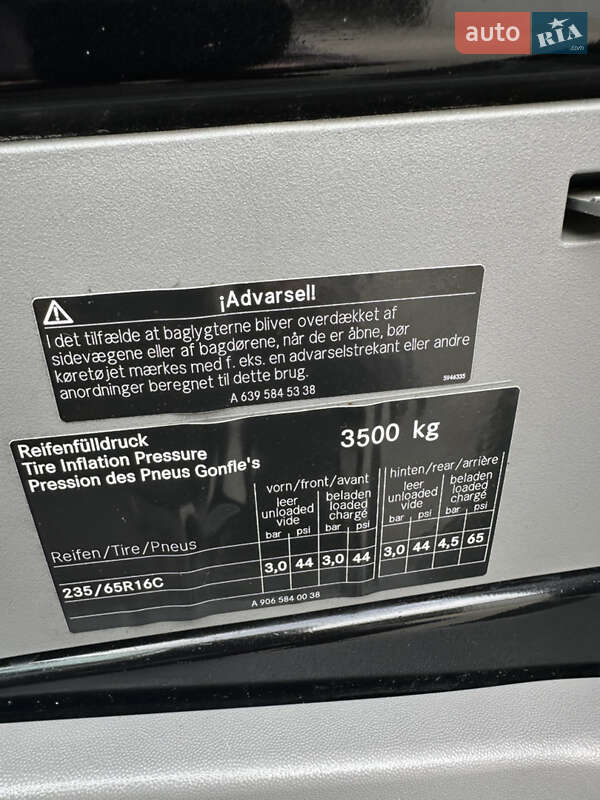 auto RIA.com
¡Advarsel!
I det tilfælde at baglygterne bliver overdækket af
sidevægene eller af bagdørene, når de er åbne, bør
køretøjet mærkes med f. eks. en advarselstrekant eller andre
anordninger beregnet til dette brug.
5946335
A 639 584 53 38
Reifenfülldruck
Tire Inflation Pressure
Pression des Pneus Gonfle's
3500 kg
vorn/front/avant hinten/rear/arrière
leer beladen leer beladen
unloaded loaded unloaded loaded
vide chargé vide chargé
bar psi bar psi bar psi bar psi
Reifen/Tire/Pneus
235/65R16C 3,0 44 3,0 44 3,0 44 4,5 65
A 906 584 00 38